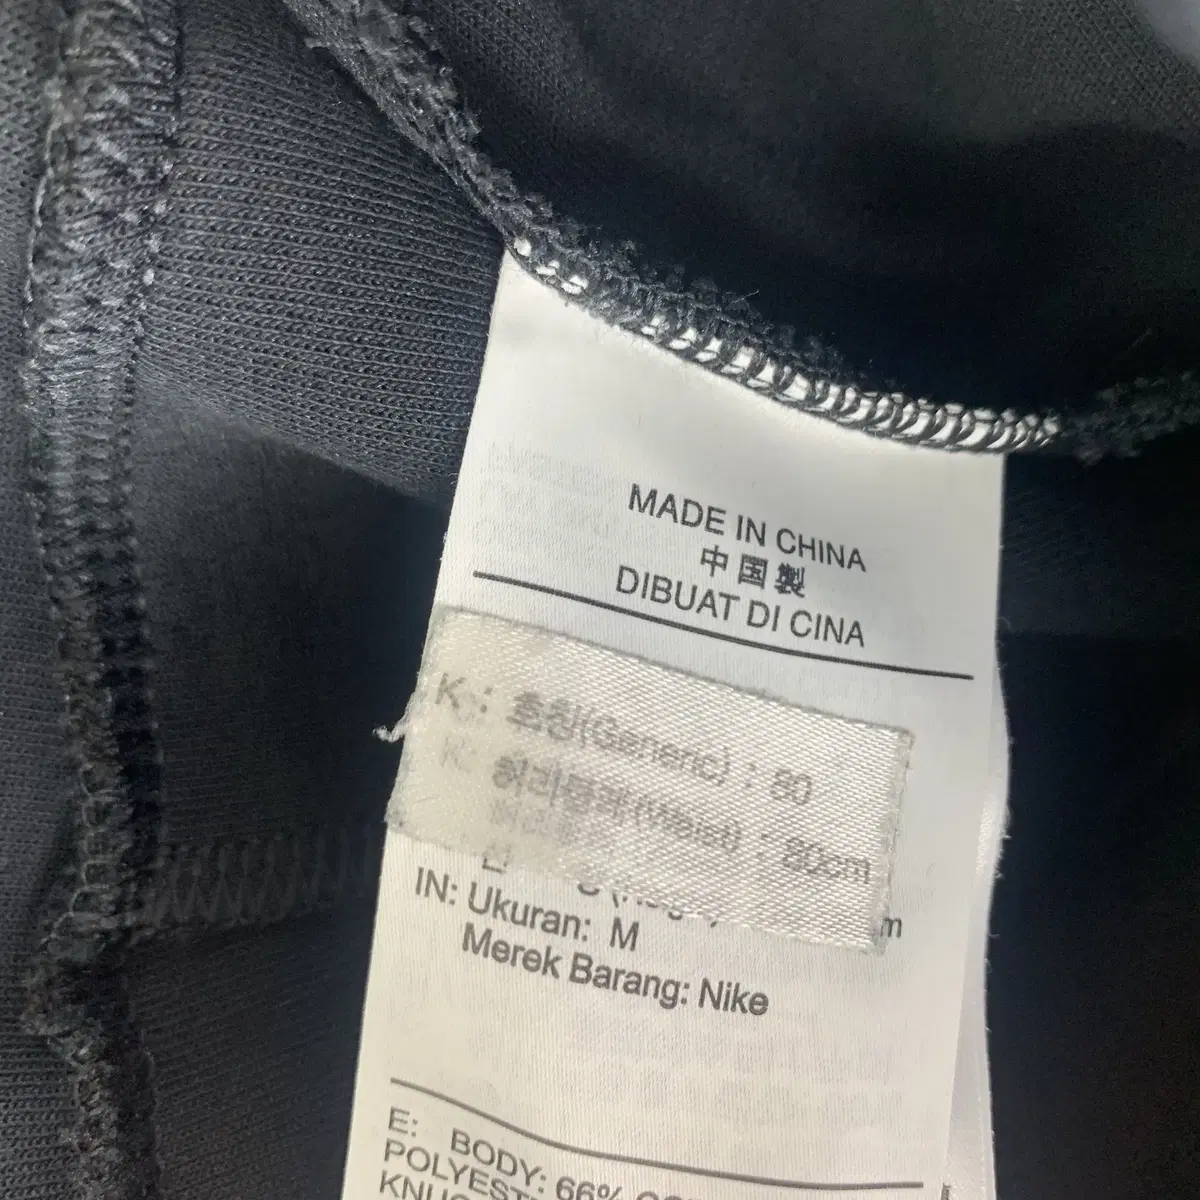 MADE IN CHINA
中国製
DIBUAT DI CINA
K : 호칭(Generic) : 80
허리둘레(Waist) : 80cm
IN: Ukuran: M
Merek Barang: Nike
E: BODY: 66%